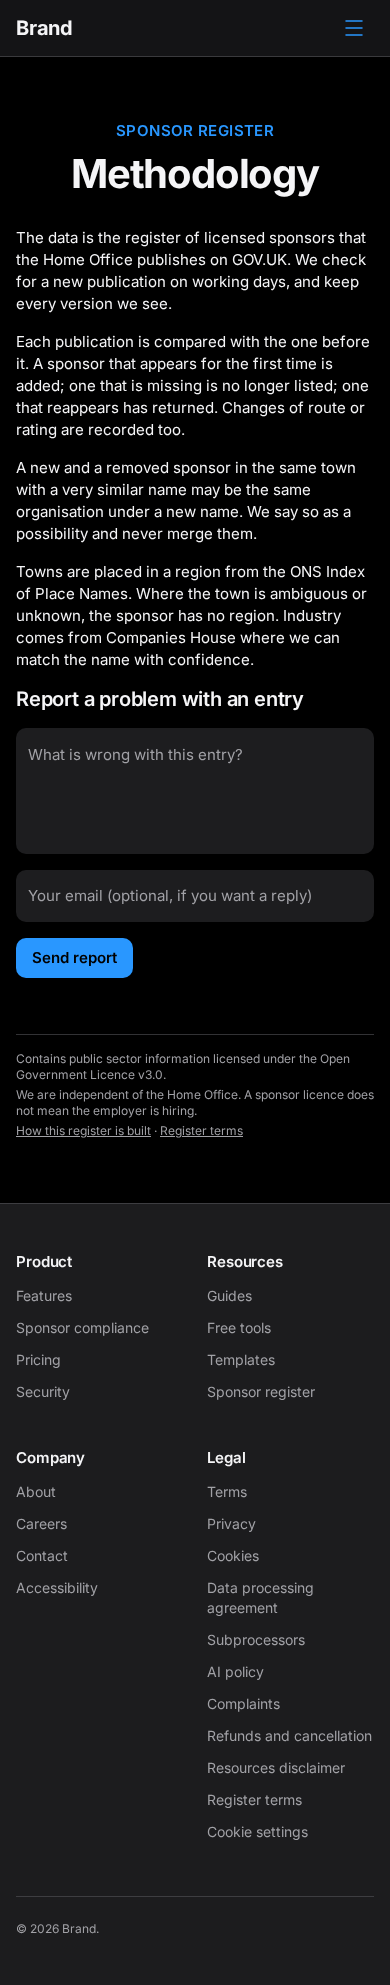 Brand
SPONSOR REGISTER
Methodology
The data is the register of licensed sponsors that
the Home Office publishes on GOV.UK. We check
for a new publication on working days, and keep
every version we see.
Each publication is compared with the one before
it. A sponsor that appears for the first time is
added; one that is missing is no longer listed; one
that reappears has returned. Changes of route or
rating are recorded too.
A new and a removed sponsor in the same town
with a very similar name may be the same
organisation under a new name. We say so as a
possibility and never merge them.
Towns are placed in a region from the ONS Index
of Place Names. Where the town is ambiguous or
unknown, the sponsor has no region. Industry
comes from Companies House where we can
match the name with confidence.
Report a problem with an entry
What is wrong with this entry?
Your email (optional, if you want a reply)
Send report
Contains public sector information licensed under the Open
Government Licence v3.0.
We are independent of the Home Office. A sponsor licence does
not mean the employer is hiring.
How this register is built · Register terms
Product
Features
Sponsor compliance
Pricing
Security
Resources
Guides
Free tools
Templates
Sponsor register
Company
About
Careers
Contact
Accessibility
Legal
Terms
Privacy
Cookies
Data processing
agreement
Subprocessors
AI policy
Complaints
Refunds and cancellation
Resources disclaimer
Register terms
Cookie settings
© 2026 Brand.